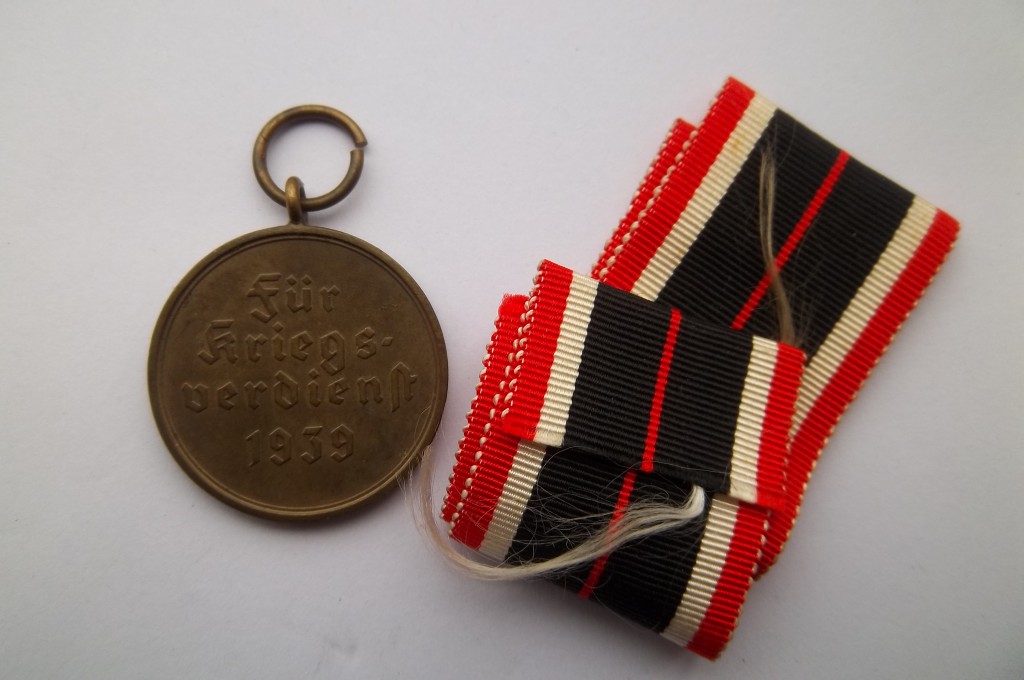 Für
Kriegs-
verdienst
1939